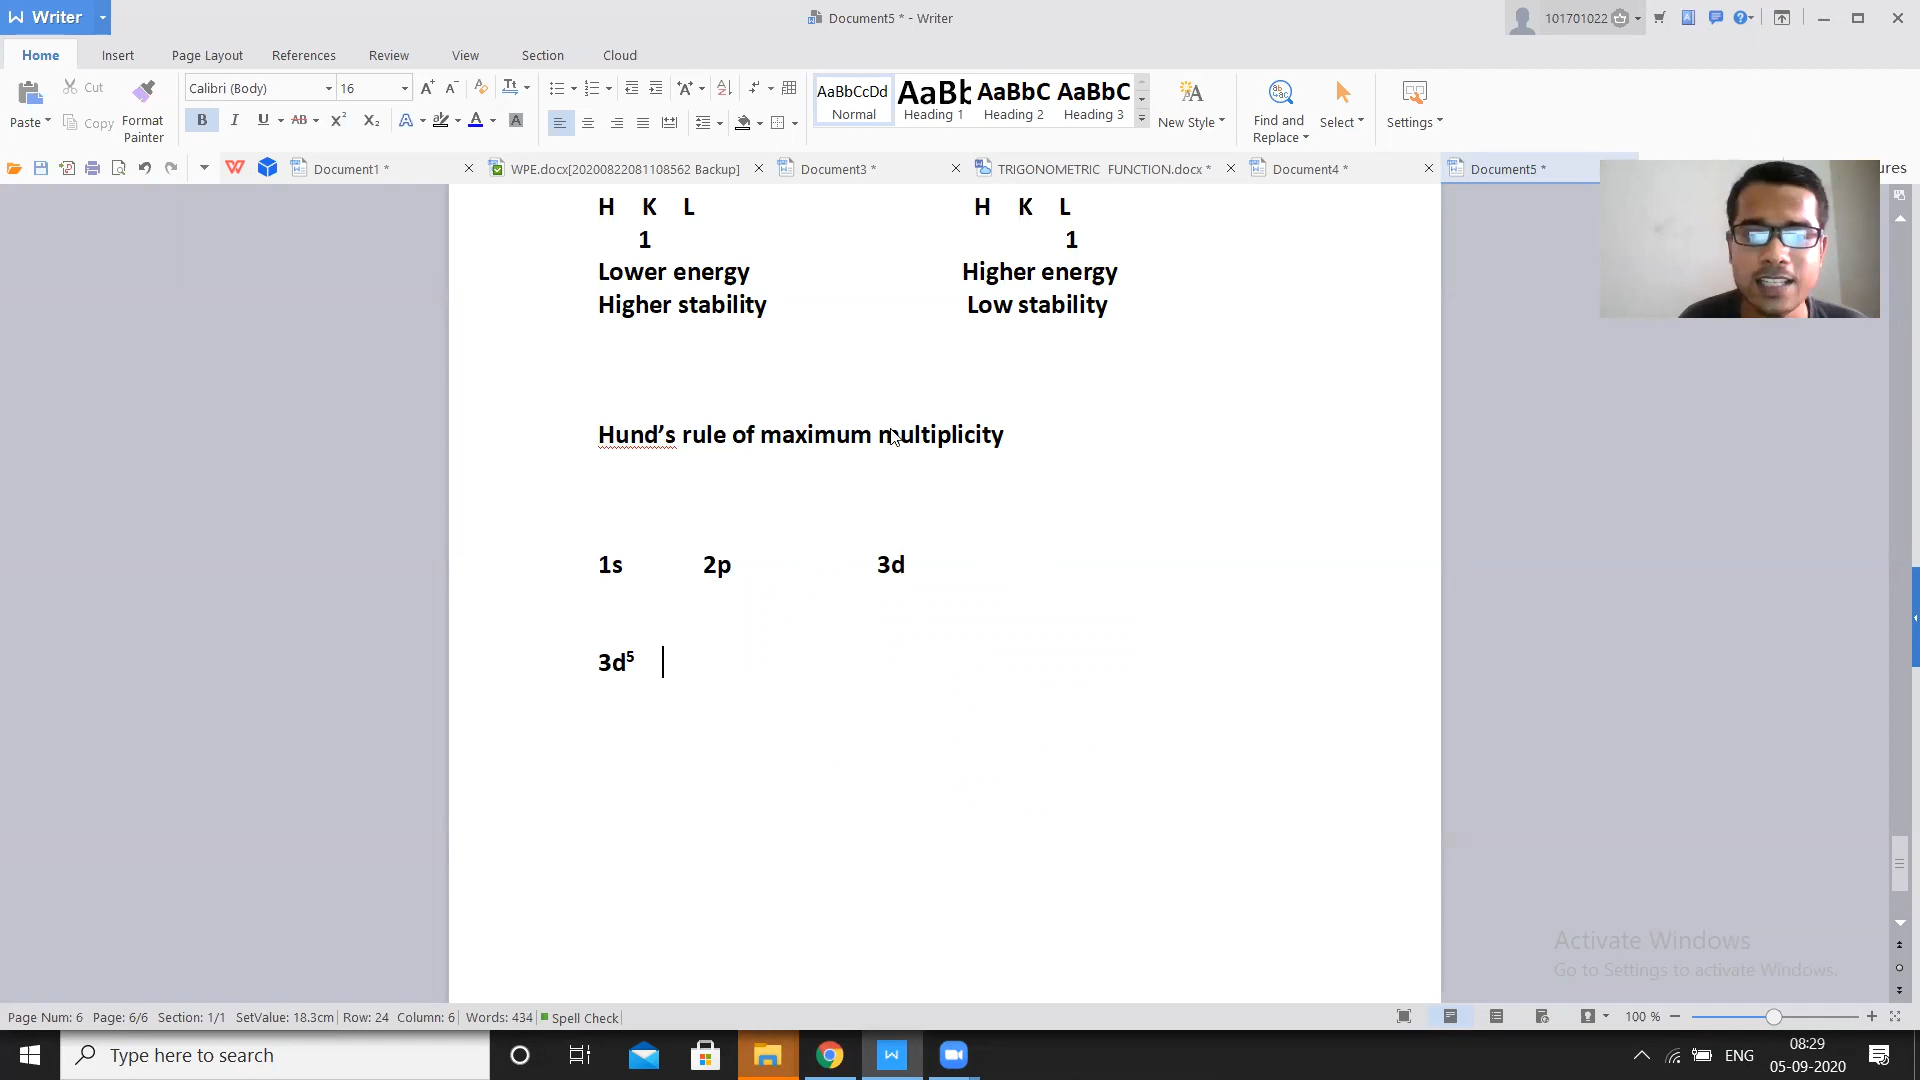 Writer
Document5 * - Writer
101701022
Home Insert Page Layout References Review View Section Cloud
Paste Cut Copy Format Painter
Calibri (Body) 16
AaBbCcDd Normal
AaBb Heading 1
AaBbC Heading 2
AaBbC Heading 3
New Style
Find and Replace
Select
Settings
Document1 * WPE.docx[20200822081108562 Backup] Document3 * TRIGONOMETRIC FUNCTION.docx * Document4 * Document5 * ures
H K L H K L
1 1
Lower energy Higher energy
Higher stability Low stability
Hund’s rule of maximum multiplicity
1s 2p 3d
3d⁵
Activate Windows
Go to Settings to activate Windows.
Page Num: 6 Page: 6/6 Section: 1/1 SetValue: 18.3cm Row: 24 Column: 6 Words: 434 Spell Check 100 %
Type here to search
ENG
08:29
05-09-2020